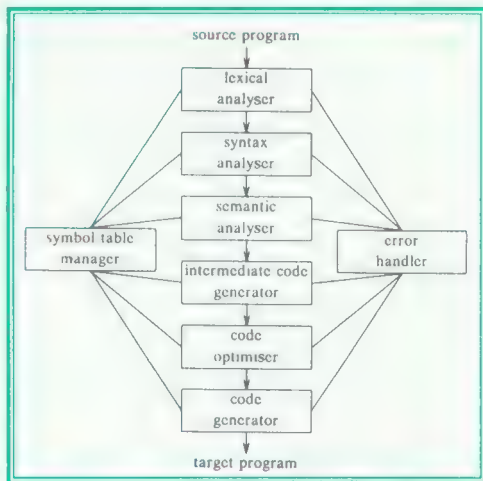 source program
lexical
analyser
syntax
analyser
semantic
analyser
symbol table
manager
error
handler
intermediate code
generator
code
optimiser
code
generator
target program